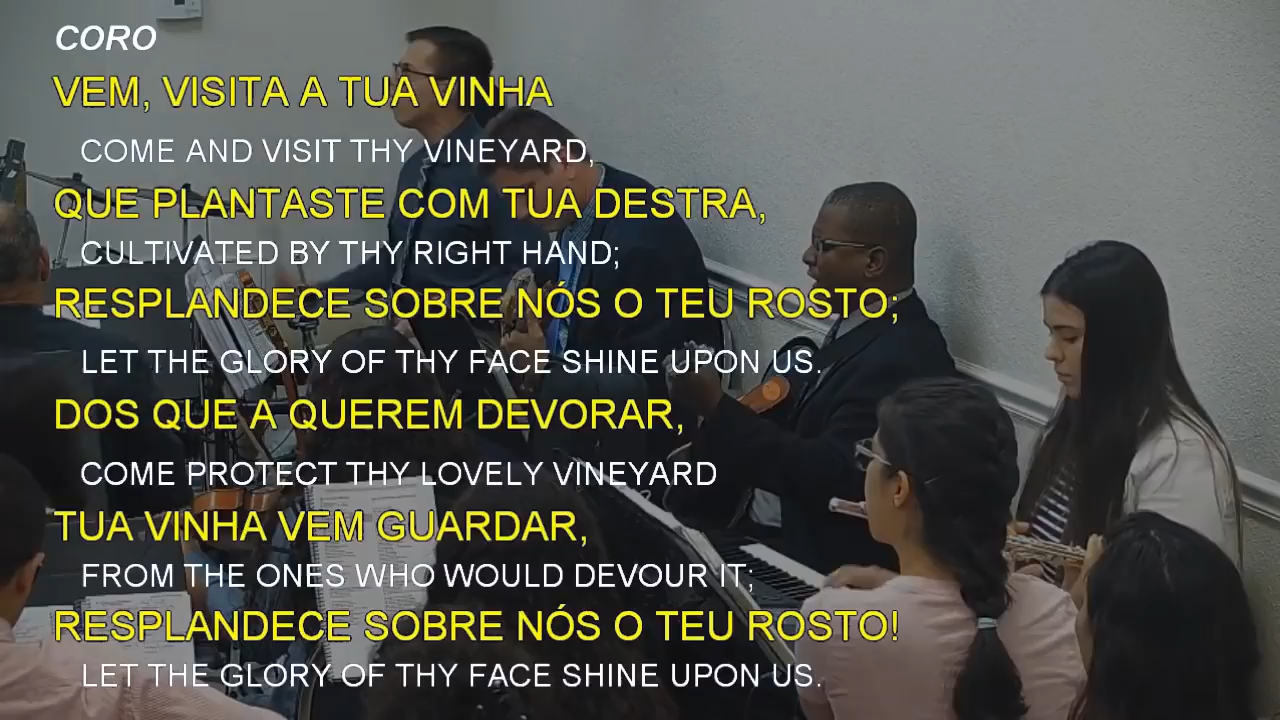 CORO
VEM, VISITA A TUA VINHA
COME AND VISIT THY VINEYARD,
QUE PLANTASTE COM TUA DESTRA,
CULTIVATED BY THY RIGHT HAND;
RESPLANDECE SOBRE NÓS O TEU ROSTO;
LET THE GLORY OF THY FACE SHINE UPON US.
DOS QUE A QUEREM DEVORAR,
COME PROTECT THY LOVELY VINEYARD
TUA VINHA VEM GUARDAR,
FROM THE ONES WHO WOULD DEVOUR IT;
RESPLANDECE SOBRE NÓS O TEU ROSTO!
LET THE GLORY OF THY FACE SHINE UPON US.